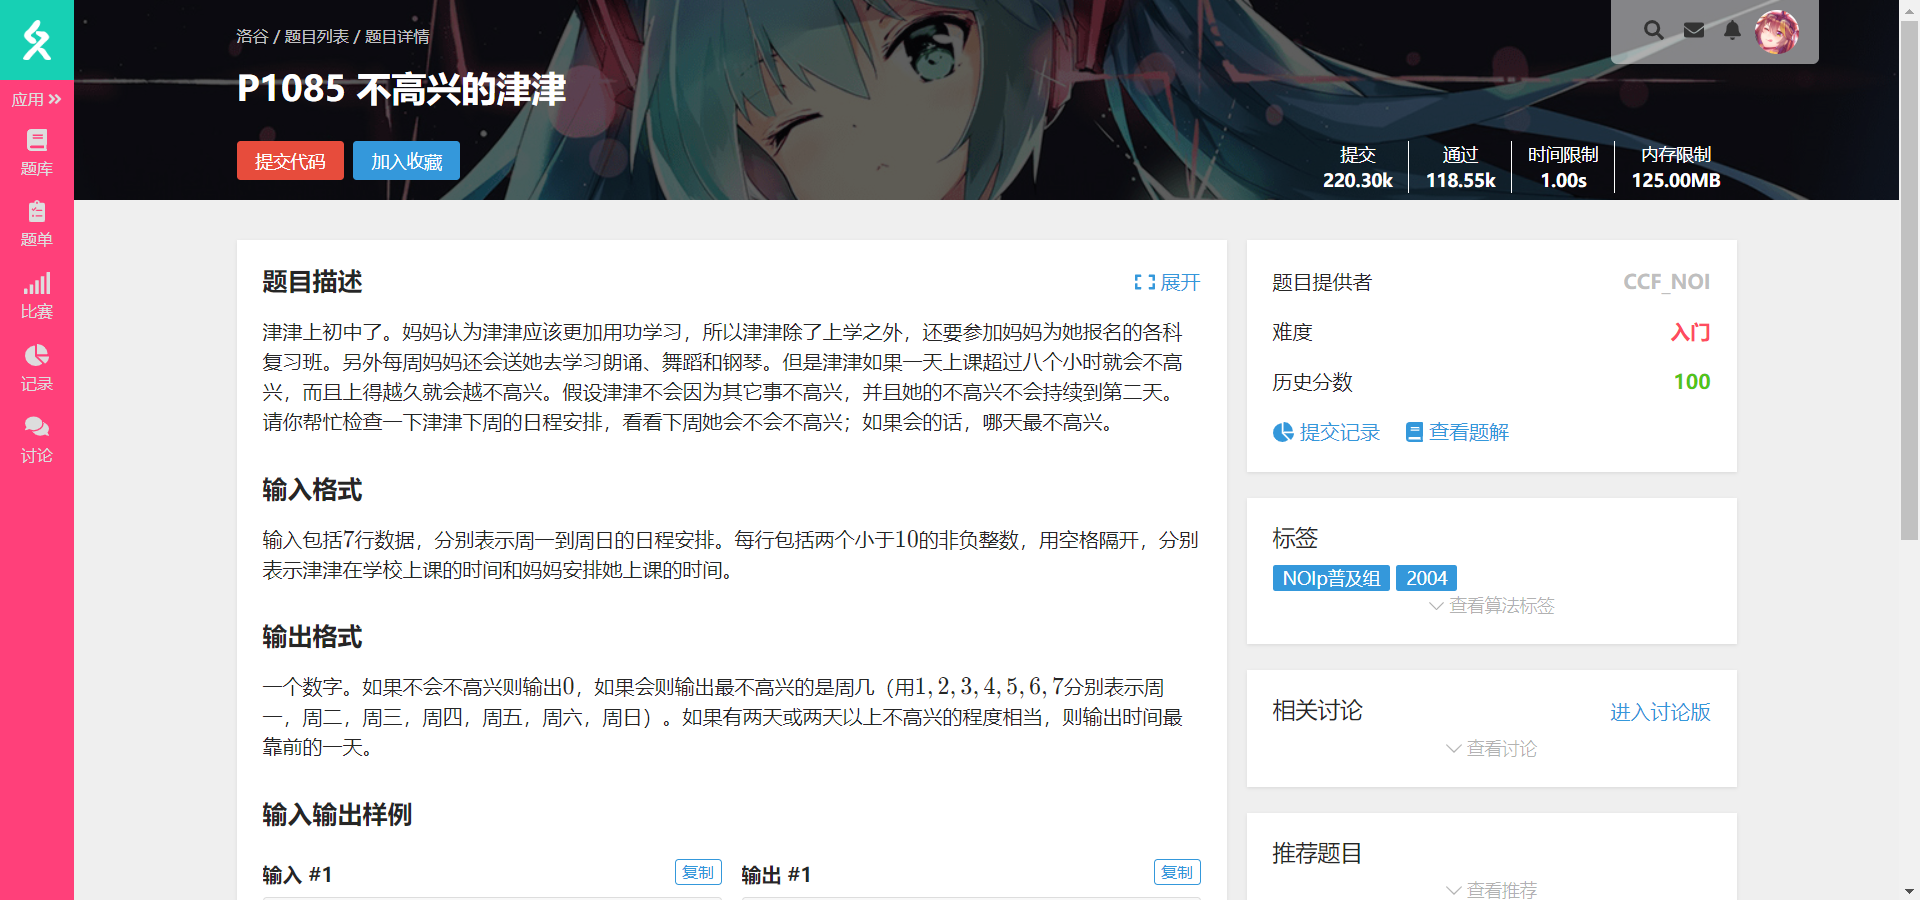 洛谷 / 题目列表 / 题目详情
P1085 不高兴的津津
提交代码
加入收藏
提交
220.30k
通过
118.55k
时间限制
1.00s
内存限制
125.00MB
应用
题库
题单
比赛
记录
讨论
题目描述
展开
津津上初中了。妈妈认为津津应该更加用功学习，所以津津除了上学之外，还要参加妈妈为她报名的各科
复习班。另外每周妈妈还会送她去学习朗诵、舞蹈和钢琴。但是津津如果一天上课超过八个小时就会不高
兴，而且上得越久就会越不高兴。假设津津不会因为其它事不高兴，并且她的不高兴不会持续到第二天。
请你帮忙检查一下津津下周的日程安排，看看下周她会不会不高兴；如果会的话，哪天最不高兴。
输入格式
输入包括7行数据，分别表示周一到周日的日程安排。每行包括两个小于10的非负整数，用空格隔开，分别
表示津津在学校上课的时间和妈妈安排她上课的时间。
输出格式
一个数字。如果不会不高兴则输出0，如果会则输出最不高兴的是周几（用1, 2, 3, 4, 5, 6, 7分别表示周
一，周二，周三，周四，周五，周六，周日）。如果有两天或两天以上不高兴的程度相当，则输出时间最
靠前的一天。
输入输出样例
输入 #1
复制
输出 #1
复制
题目提供者
CCF_NOI
难度
入门
历史分数
100
提交记录
查看题解
标签
NOIp普及组
2004
查看算法标签
相关讨论
进入讨论版
查看讨论
推荐题目
查看推荐